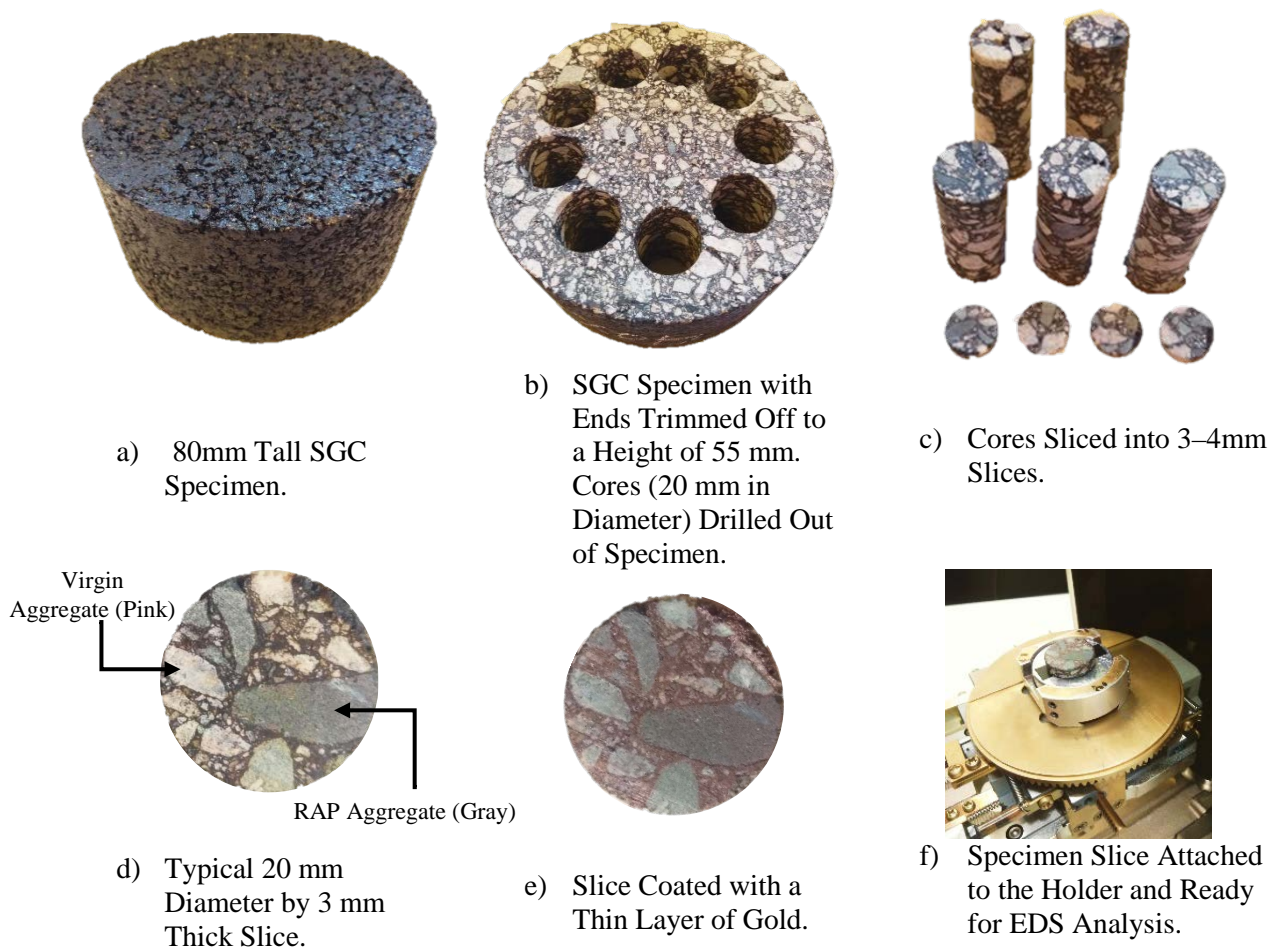 a) 80mm Tall SGC
Specimen.
b) SGC Specimen with
Ends Trimmed Off to
a Height of 55 mm.
Cores (20 mm in
Diameter) Drilled Out
of Specimen.
c) Cores Sliced into 3–4mm
Slices.
Virgin
Aggregate (Pink)
RAP Aggregate (Gray)
d) Typical 20 mm
Diameter by 3 mm
Thick Slice.
e) Slice Coated with a
Thin Layer of Gold.
f) Specimen Slice Attached
to the Holder and Ready
for EDS Analysis.